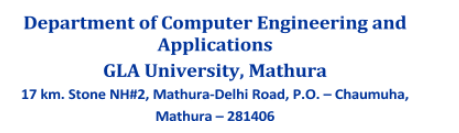 Department of Computer Engineering and
Applications
GLA University, Mathura
17 km. Stone NH#2, Mathura-Delhi Road, P.O. – Chaumuha,
Mathura – 281406